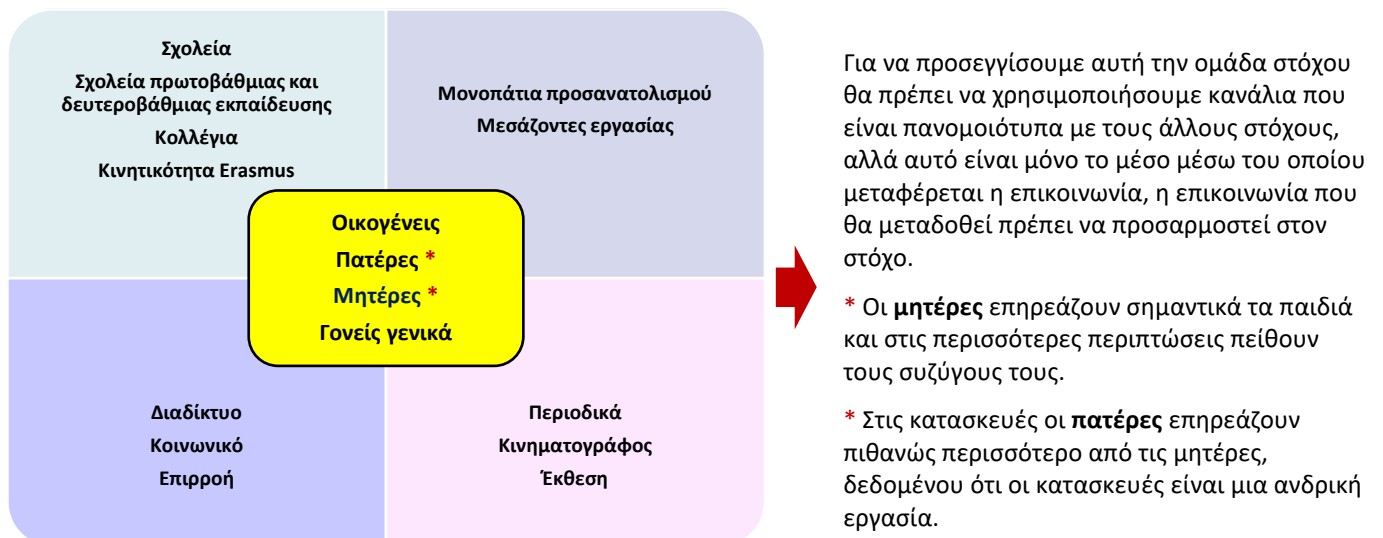 Σχολεία
Σχολεία πρωτοβάθμιας και
δευτεροβάθμιας εκπαίδευσης
Κολλέγια
Κινητικότητα Erasmus
Μονοπάτια προσανατολισμού
Μεσάζοντες εργασίας
Οικογένεις
Πατέρες *
Μητέρες *
Γονείς γενικά
Διαδίκτυο
Κοινωνικό
Επιρροή
Περιοδικά
Κινηματογράφος
Έκθεση
Για να προσεγγίσουμε αυτή την ομάδα στόχου
θα πρέπει να χρησιμοποιήσουμε κανάλια που
είναι πανομοιότυπα με τους άλλους στόχους,
αλλά αυτό είναι μόνο το μέσο μέσω του οποίου
μεταφέρεται η επικοινωνία, η επικοινωνία που
θα μεταδοθεί πρέπει να προσαρμοστεί στον
στόχο.
* Οι μητέρες επηρεάζουν σημαντικά τα παιδιά
και στις περισσότερες περιπτώσεις πείθουν
τους συζύγους τους.
* Στις κατασκευές οι πατέρες επηρεάζουν
πιθανώς περισσότερο από τις μητέρες,
δεδομένου ότι οι κατασκευές είναι μια ανδρική
εργασία.